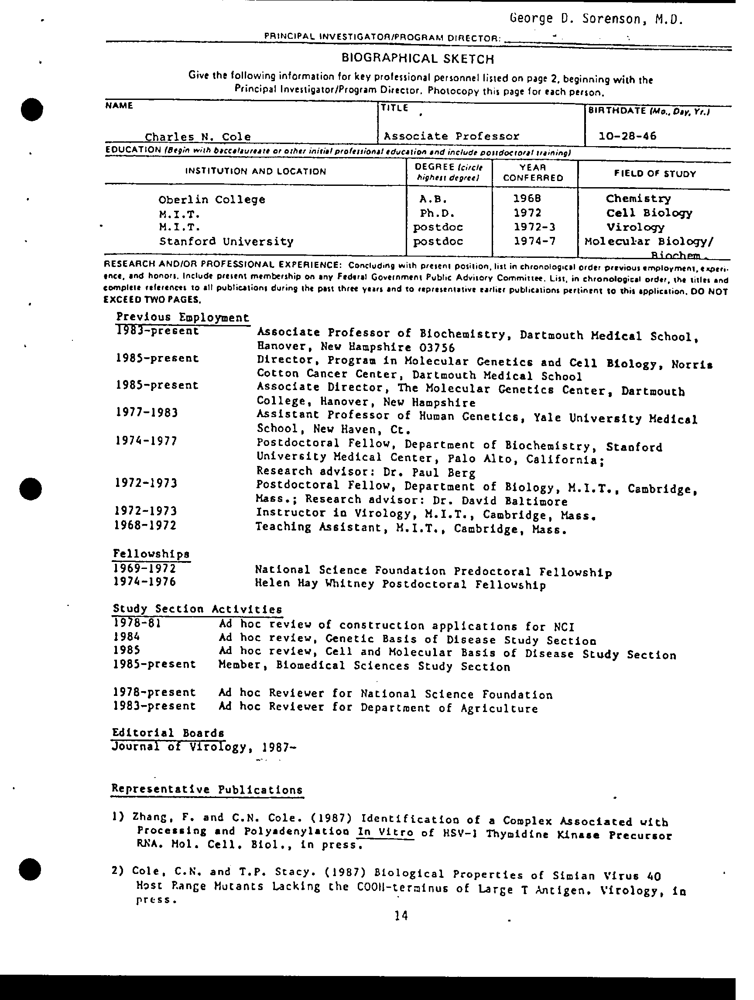 George D. Sorenson, M.D.
PRINCIPAL INVESTIGATOR/PROGRAM DIRECTOR:
BIOGRAPHICAL SKETCH
Give the following information for key professional personnel listed on page 2, beginning with the
Principal Investigator/Program Director. Photocopy this page for each person.
NAME TITLE BIRTHDATE (Mo., Day, Yr.)
Charles N. Cole Associate Professor 10-28-46
EDUCATION (Begin with baccalaureate or other initial professional education and include postdoctoral training)
INSTITUTION AND LOCATION DEGREE (circle highest degree) YEAR CONFERRED FIELD OF STUDY
Oberlin College A.B. 1968 Chemistry
M.I.T. Ph.D. 1972 Cell Biology
M.I.T. postdoc 1972-3 Virology
Stanford University postdoc 1974-7 Molecular Biology/
Biochem.
RESEARCH AND/OR PROFESSIONAL EXPERIENCE: Concluding with present position, list in chronological order previous employment, experi-
ence, and honors. Include present membership on any Federal Government Public Advisory Committee. List, in chronological order, the titles and
complete references to all publications during the past three years and to representative earlier publications pertinent to this application. DO NOT
EXCEED TWO PAGES.
Previous Employment
1983-present Associate Professor of Biochemistry, Dartmouth Medical School,
Hanover, New Hampshire 03756
1985-present Director, Program in Molecular Genetics and Cell Biology, Norris
Cotton Cancer Center, Dartmouth Medical School
1985-present Associate Director, The Molecular Genetics Center, Dartmouth
College, Hanover, New Hampshire
1977-1983 Assistant Professor of Human Genetics, Yale University Medical
School, New Haven, Ct.
1974-1977 Postdoctoral Fellow, Department of Biochemistry, Stanford
University Medical Center, Palo Alto, California;
Research advisor: Dr. Paul Berg
1972-1973 Postdoctoral Fellow, Department of Biology, M.I.T., Cambridge,
Mass.; Research advisor: Dr. David Baltimore
1972-1973 Instructor in Virology, M.I.T., Cambridge, Mass.
1968-1972 Teaching Assistant, M.I.T., Cambridge, Mass.
Fellowships
1969-1972 National Science Foundation Predoctoral Fellowship
1974-1976 Helen Hay Whitney Postdoctoral Fellowship
Study Section Activities
1978-81 Ad hoc review of construction applications for NCI
1984 Ad hoc review, Genetic Basis of Disease Study Section
1985 Ad hoc review, Cell and Molecular Basis of Disease Study Section
1985-present Member, Biomedical Sciences Study Section
1978-present Ad hoc Reviewer for National Science Foundation
1983-present Ad hoc Reviewer for Department of Agriculture
Editorial Boards
Journal of Virology, 1987-
Representative Publications
1) Zhang, F. and C.N. Cole. (1987) Identification of a Complex Associated with
Processing and Polyadenylation In Vitro of HSV-1 Thymidine Kinase Precursor
RNA. Mol. Cell. Biol., in press.
2) Cole, C.N. and T.P. Stacy. (1987) Biological Properties of Simian Virus 40
Host Range Mutants Lacking the COOH-terminus of Large T Antigen. Virology, in
press.
14